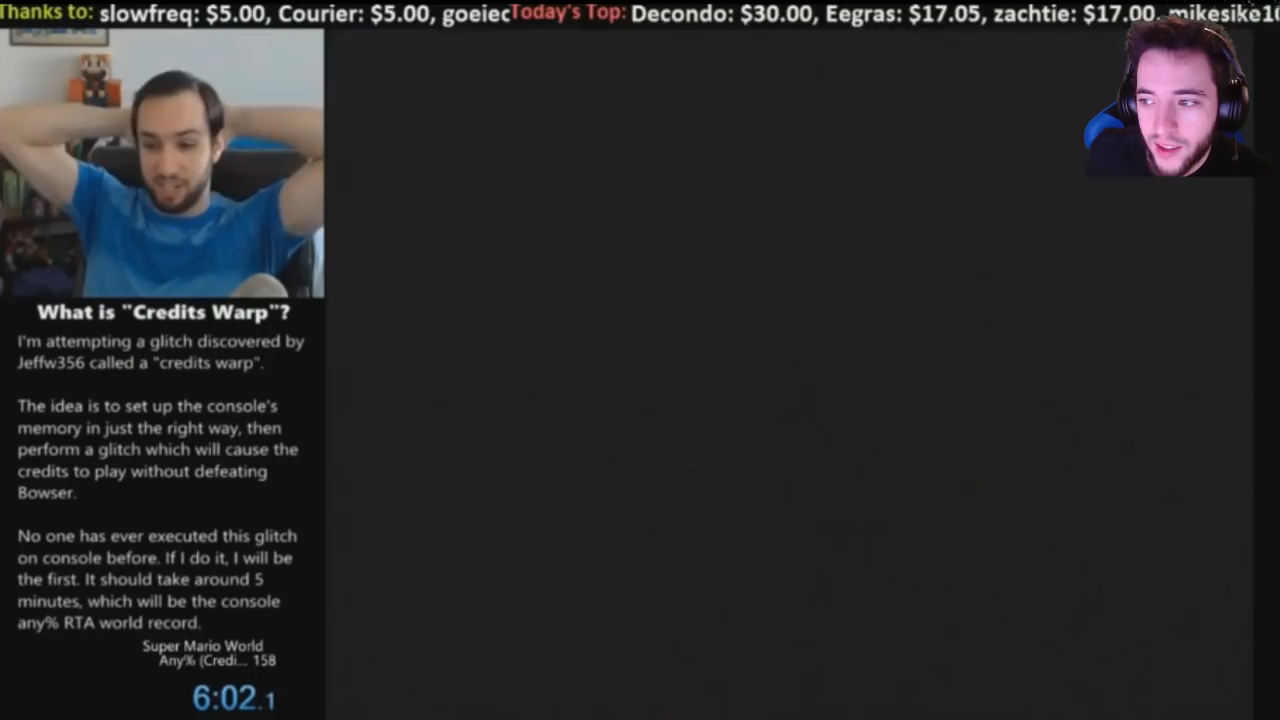 Thanks to: slowfreq: $5.00, Courier: $5.00, goeiec
Today's Top: Decondo: $30.00, Eegras: $17.05, zachtie: $17.00, mikesike10
What is "Credits Warp"?
I'm attempting a glitch discovered by
Jeffw356 called a "credits warp".
The idea is to set up the console's
memory in just the right way, then
perform a glitch which will cause the
credits to play without defeating
Bowser.
No one has ever executed this glitch
on console before. If I do it, I will be
the first. It should take around 5
minutes, which will be the console
any% RTA world record.
Super Mario World
Any% (Credi... 158
6:02.1